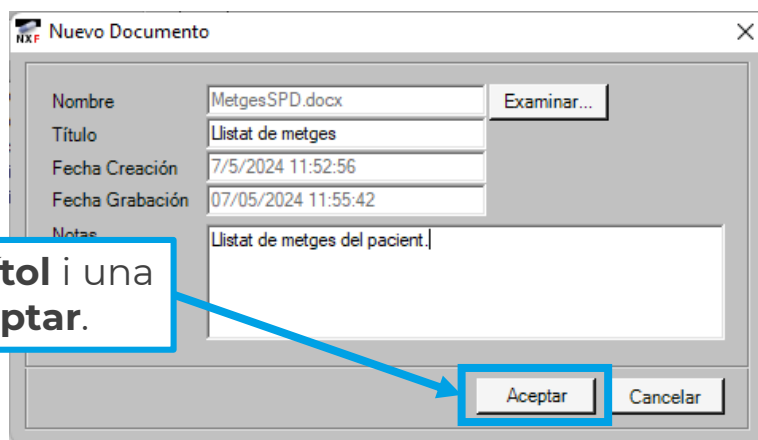 NXF Nuevo Documento
Nombre MetgesSPD.docx Examinar...
Título Llistat de metges
Fecha Creación 7/5/2024 11:52:56
Fecha Grabación 07/05/2024 11:55:42
Notas Llistat de metges del pacient.
tol i una
ptar.
Aceptar Cancelar